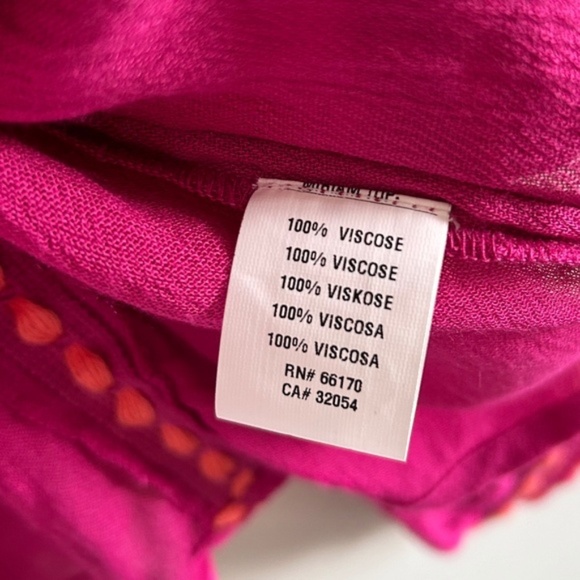 100% VISCOSE
100% VISCOSE
100% VISKOSE
100% VISCOSA
100% VISCOSA
RN# 66170
CA# 32054